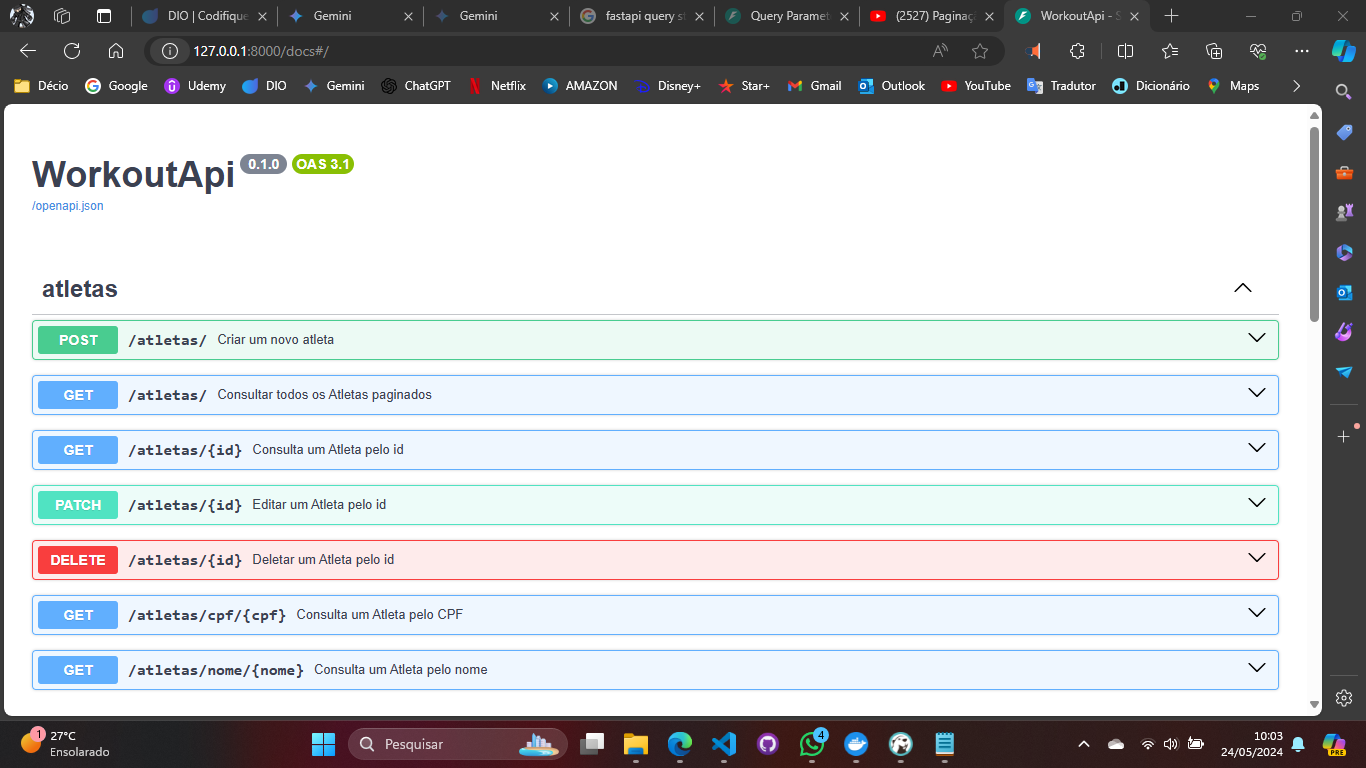 DIO | Codifique
Gemini
Gemini
fastapi query st
Query Paramet
(2527) Paginaç
WorkoutApi - S
127.0.0.1:8000/docs#/
Décio
Google
Udemy
DIO
Gemini
ChatGPT
Netflix
AMAZON
Disney+
Star+
Gmail
Outlook
YouTube
Tradutor
Dicionário
Maps
WorkoutApi 0.1.0 OAS 3.1
/openapi.json
atletas
POST /atletas/ Criar um novo atleta
GET /atletas/ Consultar todos os Atletas paginados
GET /atletas/{id} Consulta um Atleta pelo id
PATCH /atletas/{id} Editar um Atleta pelo id
DELETE /atletas/{id} Deletar um Atleta pelo id
GET /atletas/cpf/{cpf} Consulta um Atleta pelo CPF
GET /atletas/nome/{nome} Consulta um Atleta pelo nome
1
27°C
Ensolarado
Pesquisar
4
10:03
24/05/2024
PRE